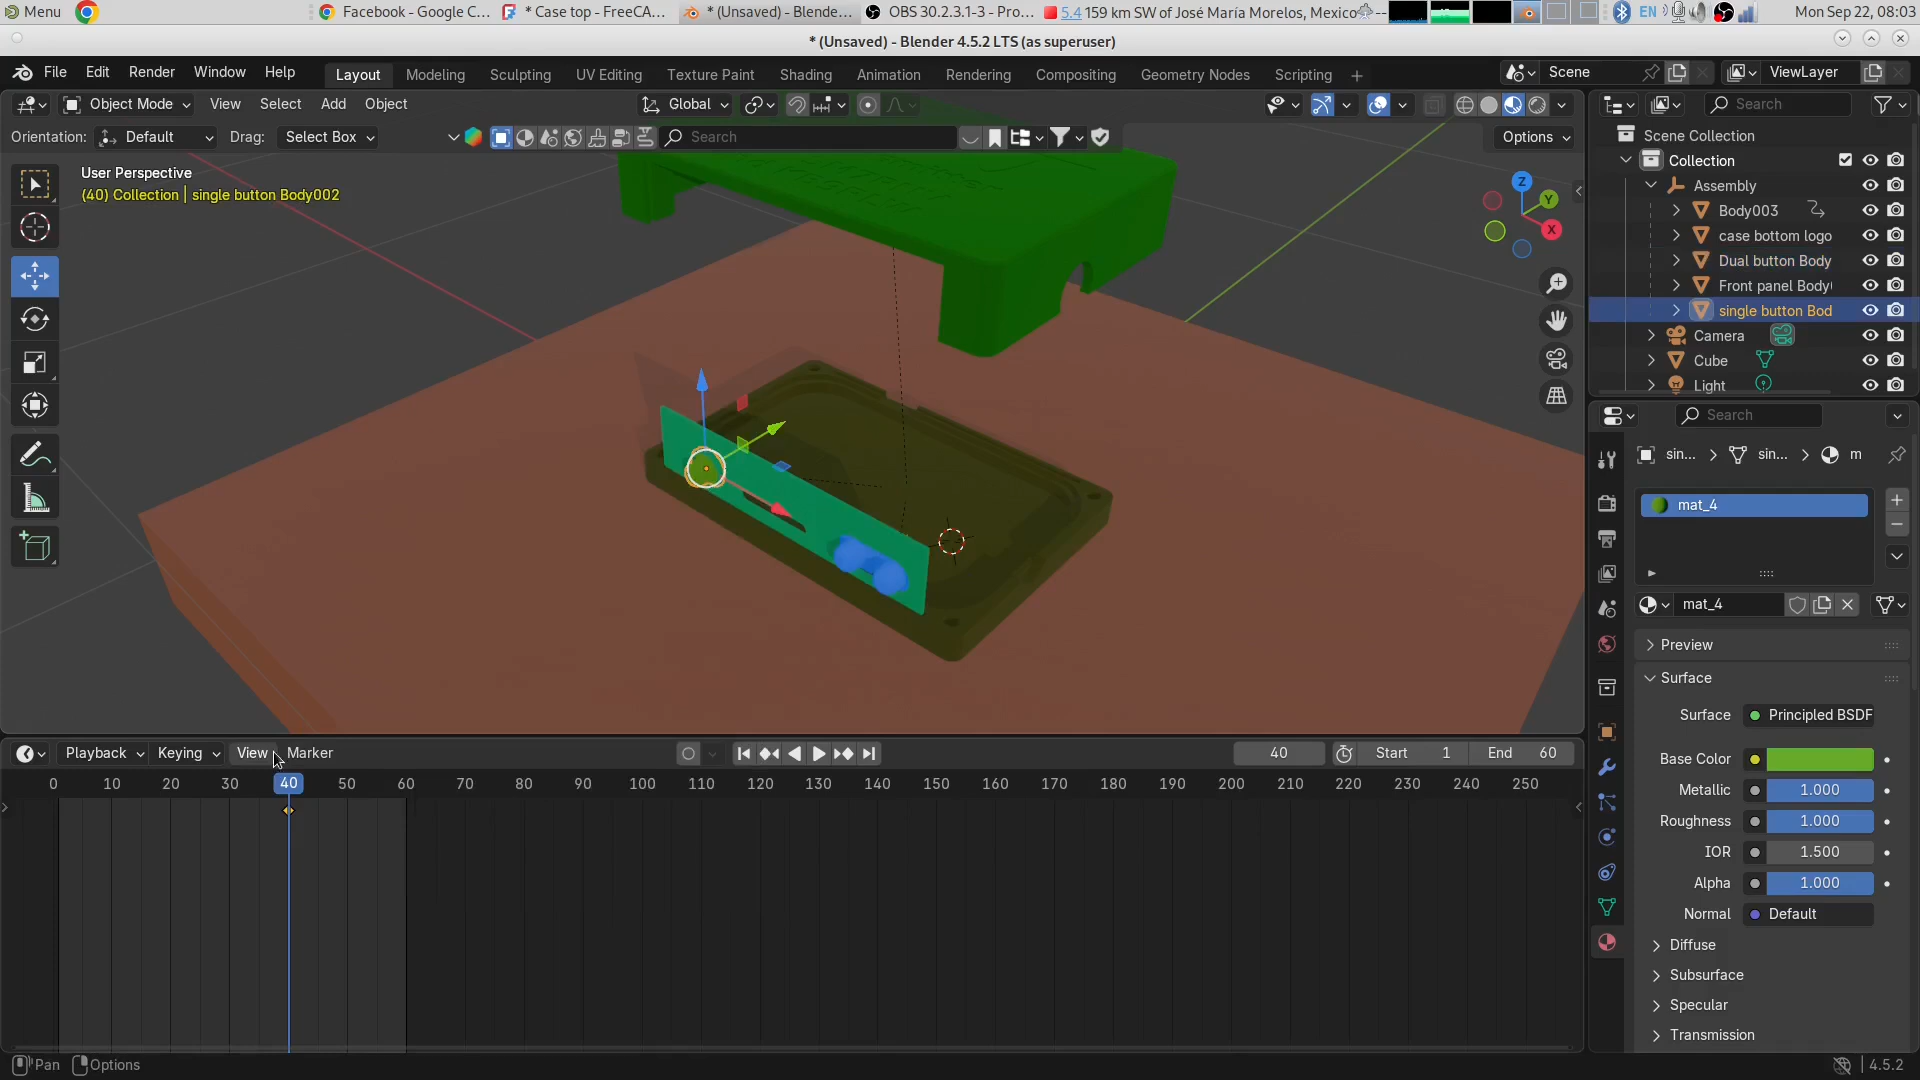 Menu
Facebook - Google C...
* Case top - FreeCA...
* (Unsaved) - Blende...
OBS 30.2.3.1-3 - Pro...
5.4 159 km SW of José María Morelos, Mexico
EN
Mon Sep 22, 08:03
* (Unsaved) - Blender 4.5.2 LTS (as superuser)
File Edit Render Window Help
Layout Modeling Sculpting UV Editing Texture Paint Shading Animation Rendering Compositing Geometry Nodes Scripting +
Scene
ViewLayer
Object Mode View Select Add Object
Global
Search
Orientation: Default Drag: Select Box
Search
Options
User Perspective
(40) Collection | single button Body002
Z
Y
X
Scene Collection
Collection
Assembly
Body003
case bottom logo
Dual button Body
Front panel Body(
single button Bod
Camera
Cube
Light
Search
sin... > sin... > m
mat_4
mat_4
Preview
Surface
Surface Principled BSDF
Base Color
Metallic 1.000
Roughness 1.000
IOR 1.500
Alpha 1.000
Normal Default
Diffuse
Subsurface
Specular
Transmission
Playback Keying View Marker
40
Start 1 End 60
0 10 20 30 40 50 60 70 80 90 100 110 120 130 140 150 160 170 180 190 200 210 220 230 240 250
Pan Options
4.5.2